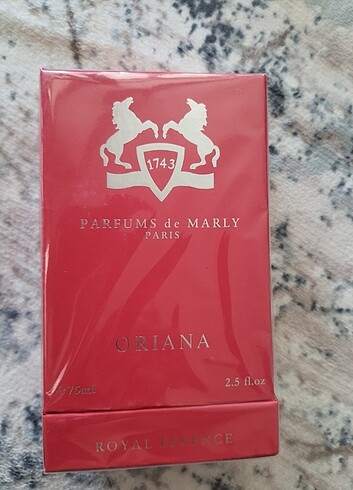 1743
PARFUMS de MARLY
PARIS
ORIANA
75ml 2.5 fl.oz
ROYAL ESSENCE